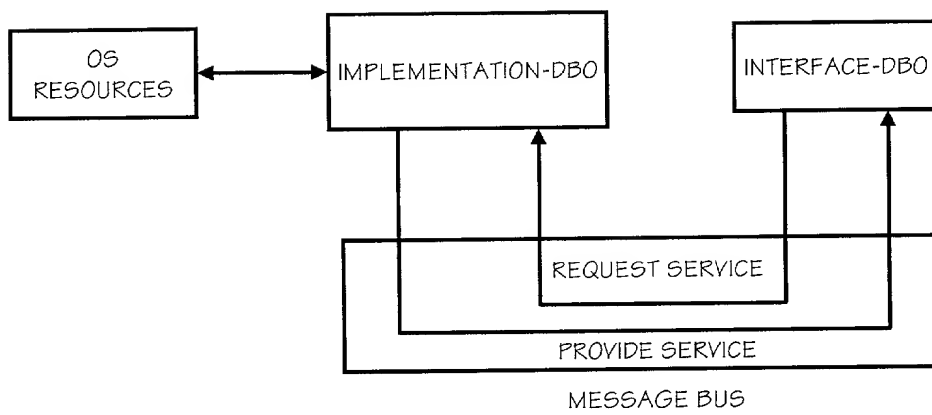 OS
RESOURCES
IMPLEMENTATION-DBO
INTERFACE-DBO
REQUEST SERVICE
PROVIDE SERVICE
MESSAGE BUS